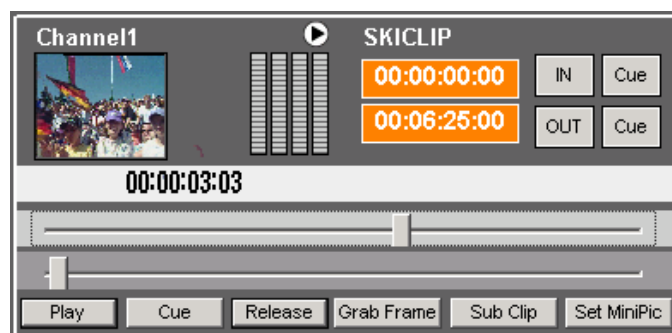 Channel1
SKICLIP
00:00:00:00 IN Cue
00:06:25:00 OUT Cue
00:00:03:03
Play Cue Release Grab Frame Sub Clip Set MiniPic